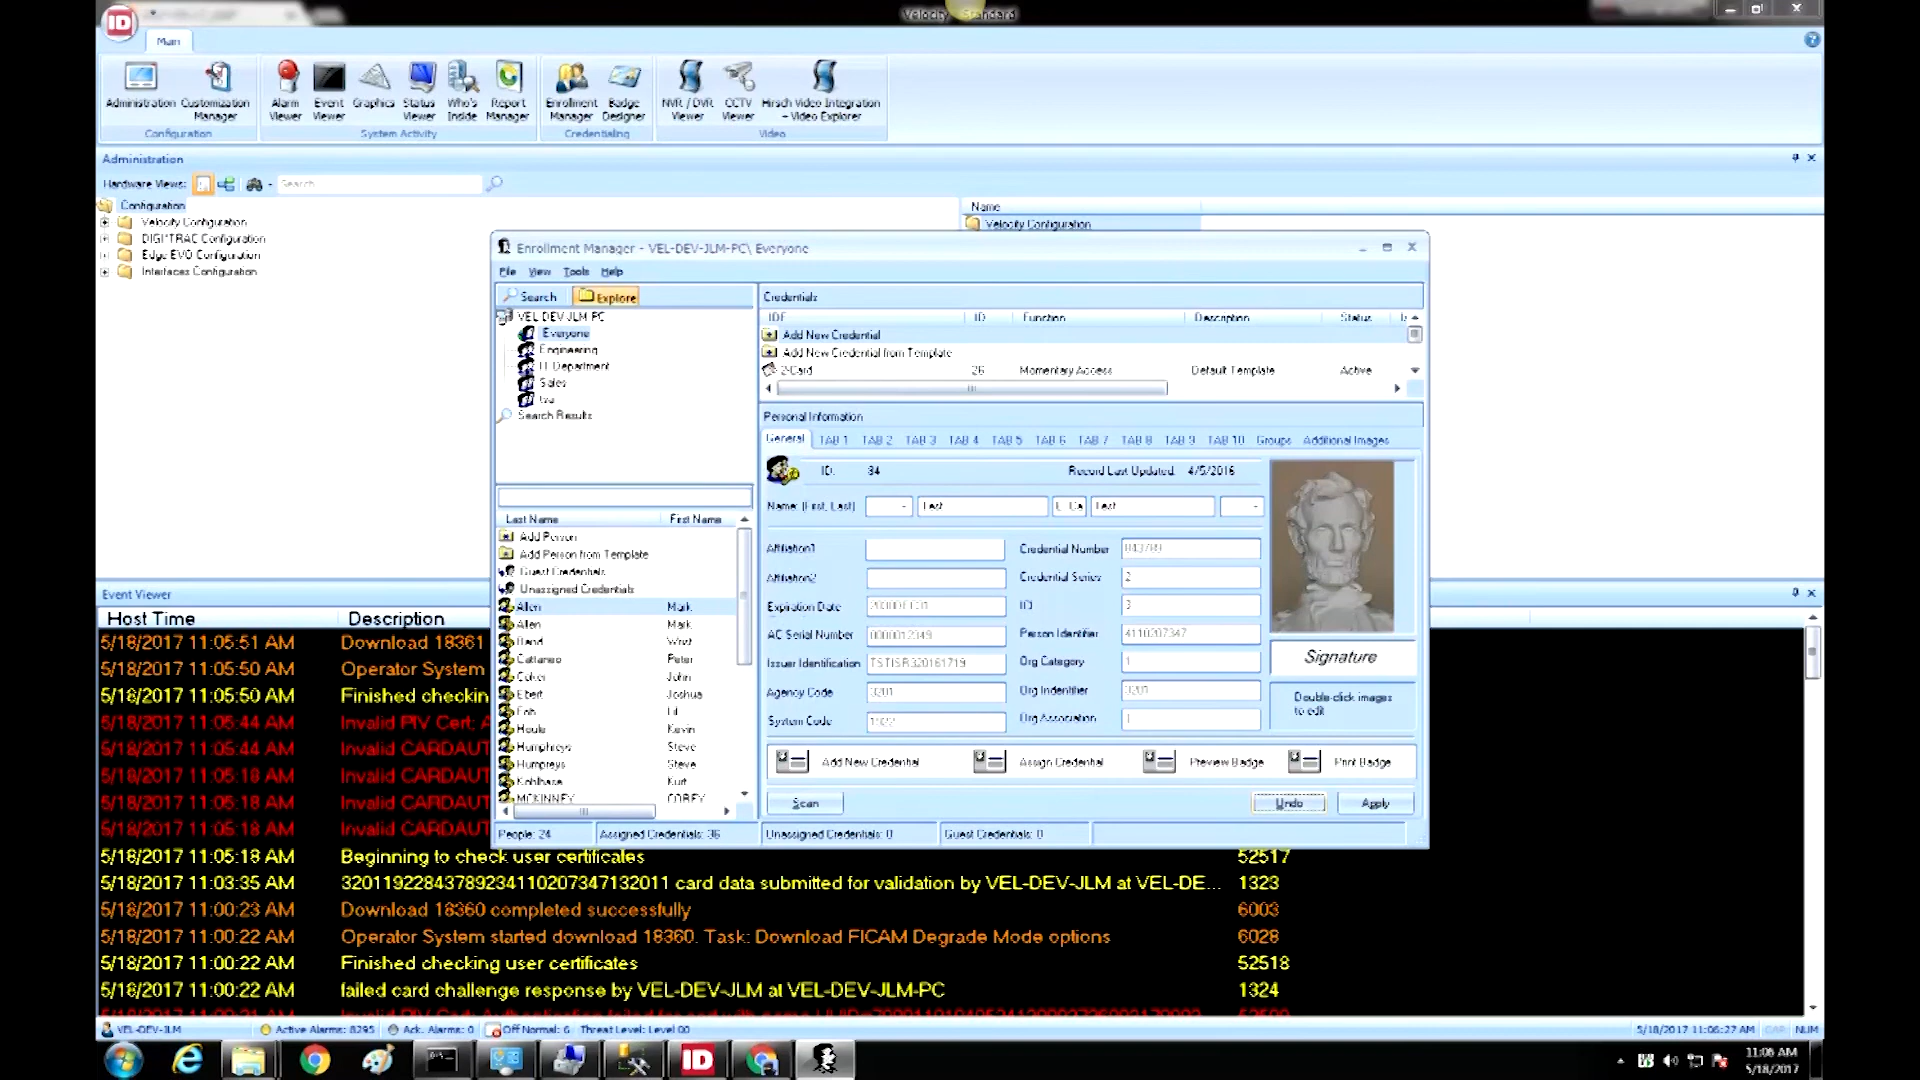 Velocity - Standard
ID
Main
Administration
Customization Manager
Configuration
Alarm Viewer
Event Viewer
Graphics
Status Viewer
Who's Inside
Report Manager
System Activity
Enrollment Manager
Badge Designer
Credentialing
NVR / DVR Viewer
CCTV Viewer
Hirsch Video Integration - Video Explorer
Video
Administration
Hardware Views:
Search
Configuration
Velocity Configuration
DIGI*TRAC Configuration
Edge EVO Configuration
Interfaces Configuration
Name
Velocity Configuration
Enrollment Manager - VEL-DEV-JLM-PC\ Everyone
File View Tools Help
Search Explore
VEL-DEV-JLM-PC
Everyone
Engineering
IT Department
Sales
Search Results
Last Name First Name
Add Person
Add Person from Template
Guest Credentials
Unassigned Credentials
Allen Mark
Allen Mark
Band West
Cattaneo Peter
Coker John
Ebert Joshua
Houle Kevin
Humphreys Steve
Humphreys Steve
Kohlhase Kurt
MCKINNEY COREY
Credentials
IDF ID Function Description Status
Add New Credential
Add New Credential from Template
2-Card 26 Momentary Access Default Template Active
Personal Information
General TAB 1 TAB 2 TAB 3 TAB 4 TAB 5 TAB 6 TAB 7 TAB 8 TAB 9 TAB 10 Groups Additional Images
ID: 84 Record Last Updated: 4/5/2016
Name: (First, Last) Test Test
Affiliation1 Credential Number 843789
Affiliation2 Credential Series 2
Expiration Date ID 3
AC Serial Number 0000012349 Person Identifier 4110207347
Issuer Identification TSTISR320161719 Org Category 1
Agency Code 3201 Org Indentifier 3201
System Code 1922 Org Association 1
Signature
Double-click images to edit
Add New Credential Assign Credential Preview Badge Print Badge
Scan Undo Apply
People: 24 Assigned Credentials: 36 Unassigned Credentials: 0 Guest Credentials: 0
Event Viewer
Host Time Description
5/18/2017 11:05:51 AM Download 18361
5/18/2017 11:05:50 AM Operator System
5/18/2017 11:05:50 AM Finished checkin
5/18/2017 11:05:44 AM Invalid PIV Cert; A
5/18/2017 11:05:44 AM Invalid CARDAUT
5/18/2017 11:05:18 AM Invalid CARDAUT
5/18/2017 11:05:18 AM Invalid CARDAUT
5/18/2017 11:05:18 AM Invalid CARDAUT
5/18/2017 11:05:18 AM Beginning to check user certificates 52517
5/18/2017 11:03:35 AM 32011922843789234110207347132011 card data submitted for validation by VEL-DEV-JLM at VEL-DE... 1323
5/18/2017 11:00:23 AM Download 18360 completed successfully 6003
5/18/2017 11:00:22 AM Operator System started download 18360. Task: Download FICAM Degrade Mode options 6028
5/18/2017 11:00:22 AM Finished checking user certificates 52518
5/18/2017 11:00:22 AM failed card challenge response by VEL-DEV-JLM at VEL-DEV-JLM-PC 1324
VEL-DEV-JLM Active Alarms: 8295 Ack. Alarms: 0 Off Normal: 6 Threat Level: Level 00 5/18/2017 11:06:27 AM CAP NUM
ID
11:06 AM
5/18/2017